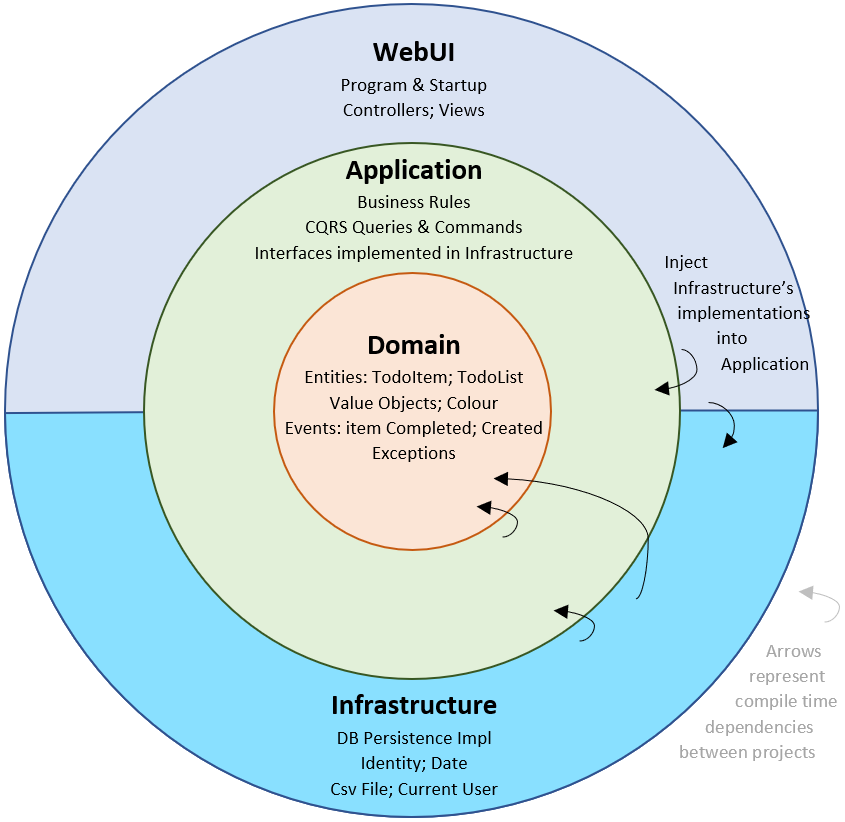 WebUI
Program & Startup
Controllers; Views
Application
Business Rules
CQRS Queries & Commands
Interfaces implemented in Infrastructure
Inject
Infrastructure's
implementations
into
Application
Domain
Entities: TodoItem; TodoList
Value Objects; Colour
Events: item Completed; Created
Exceptions
Arrows
represent
compile time
dependencies
between projects
Infrastructure
DB Persistence Impl
Identity; Date
Csv File; Current User